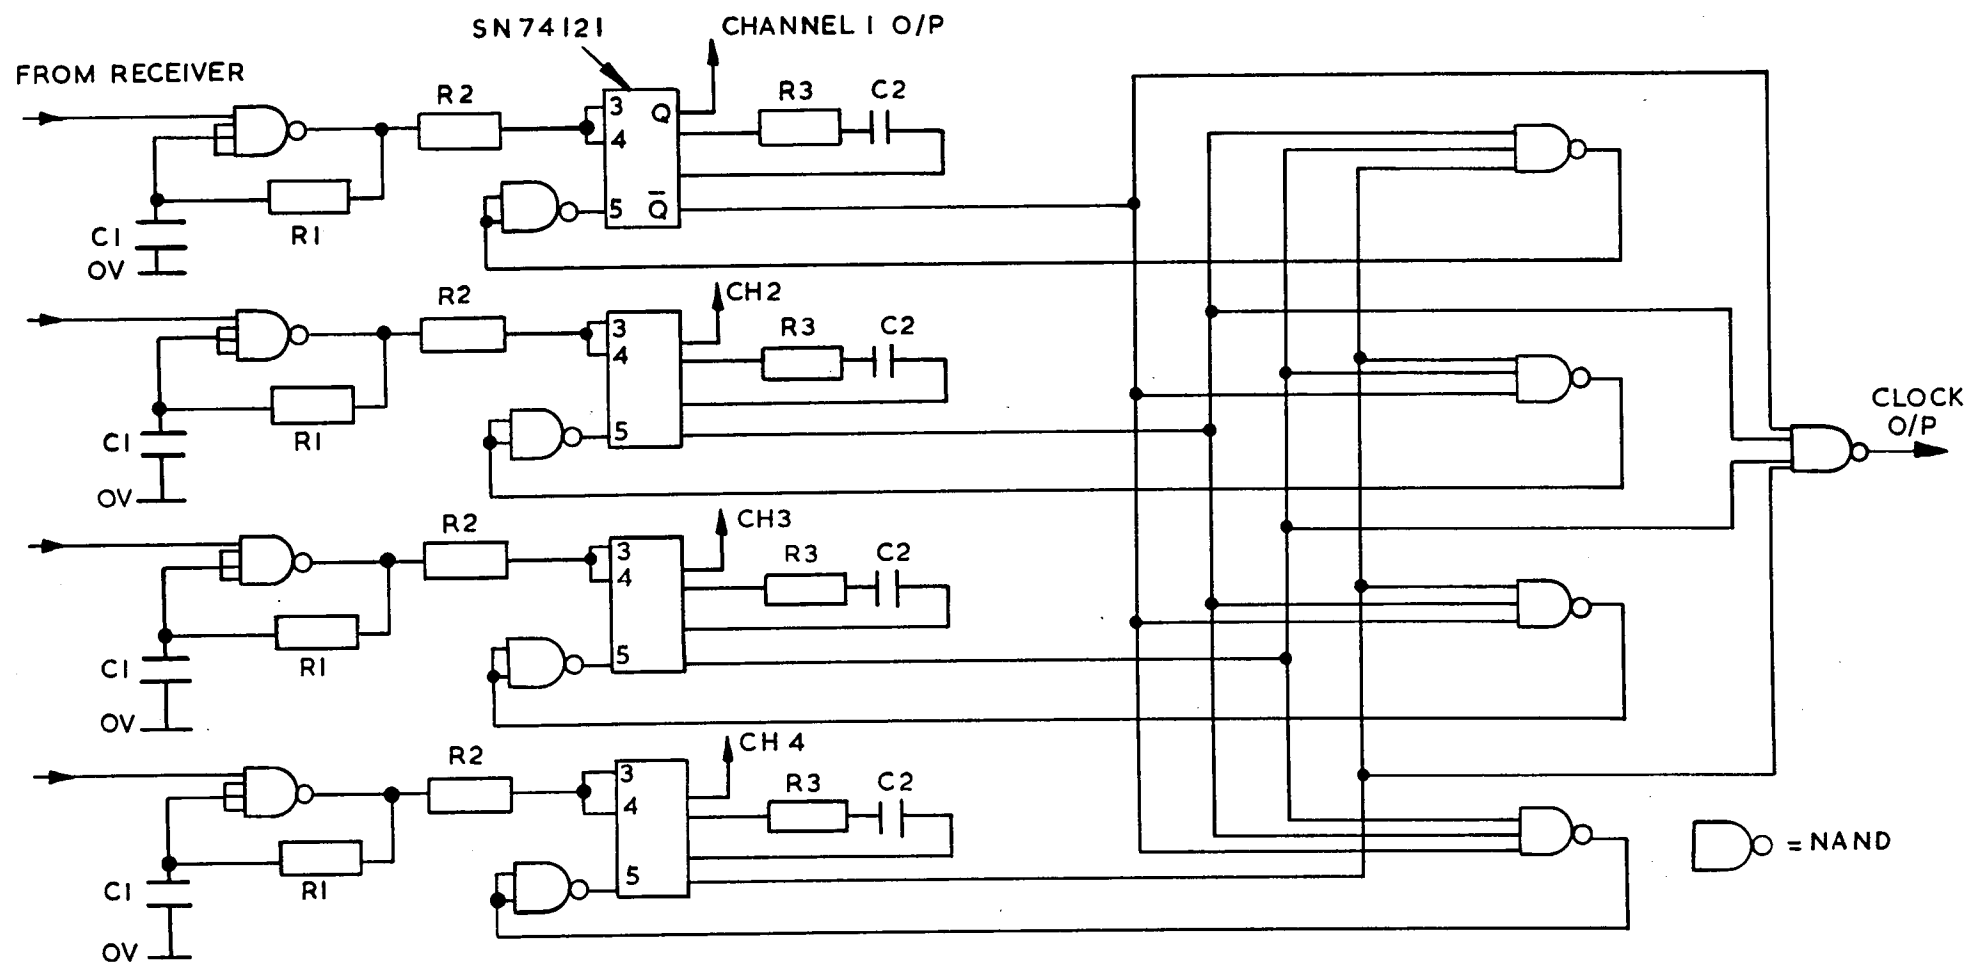 SN74121
CHANNEL 1 O/P
FROM RECEIVER
R2
3
Q
R3
C2
4
5
Q̅
R1
C1
OV
R2
CH2
3
R3
C2
4
5
C1
R1
OV
CLOCK
O/P
R2
CH3
3
R3
C2
4
5
C1
R1
OV
R2
CH4
3
R3
C2
4
5
C1
R1
OV
= NAND